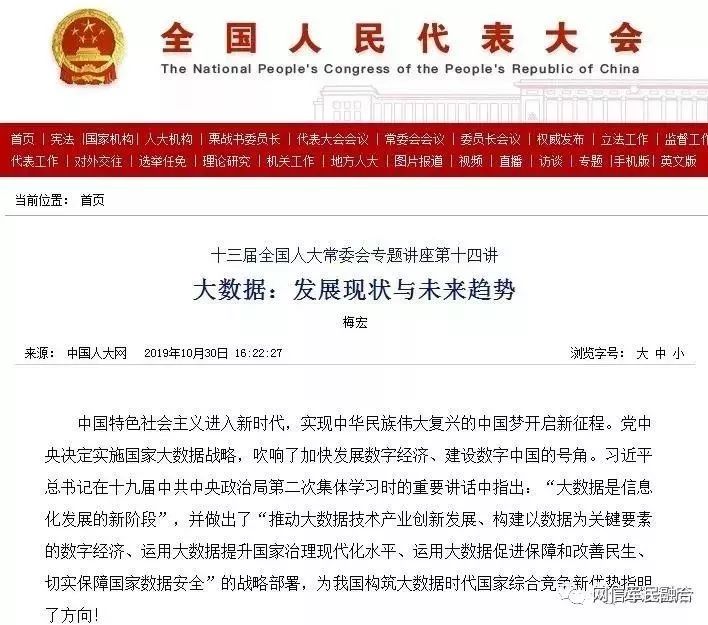 全国人民代表大会
The National People's Congress of the People's Republic of China
首页 | 宪法 | 国家机构 | 人大机构 | 栗战书委员长 | 代表大会会议 | 常委会会议 | 委员长会议 | 权威发布 | 立法工作 | 监督工作
代表工作 | 对外交往 | 选举任免 | 理论研究 | 机关工作 | 地方人大 | 图片报道 | 视频 | 直播 | 访谈 | 专题 | 手机版 | 英文版
当前位置： 首页
十三届全国人大常委会专题讲座第十四讲
大数据：发展现状与未来趋势
梅宏
来源： 中国人大网 2019年10月30日 16:22:27 浏览字号： 大 中 小
中国特色社会主义进入新时代，实现中华民族伟大复兴的中国梦开启新征程。党中
央决定实施国家大数据战略，吹响了加快发展数字经济、建设数字中国的号角。习近平
总书记在十九届中共中央政治局第二次集体学习时的重要讲话中指出：“大数据是信息
化发展的新阶段”，并做出了“推动大数据技术产业创新发展、构建以数据为关键要素
的数字经济、运用大数据提升国家治理现代化水平、运用大数据促进保障和改善民生、
切实保障国家数据安全”的战略部署，为我国构筑大数据时代国家综合竞争新优势指明
了方向！
网信军民融合